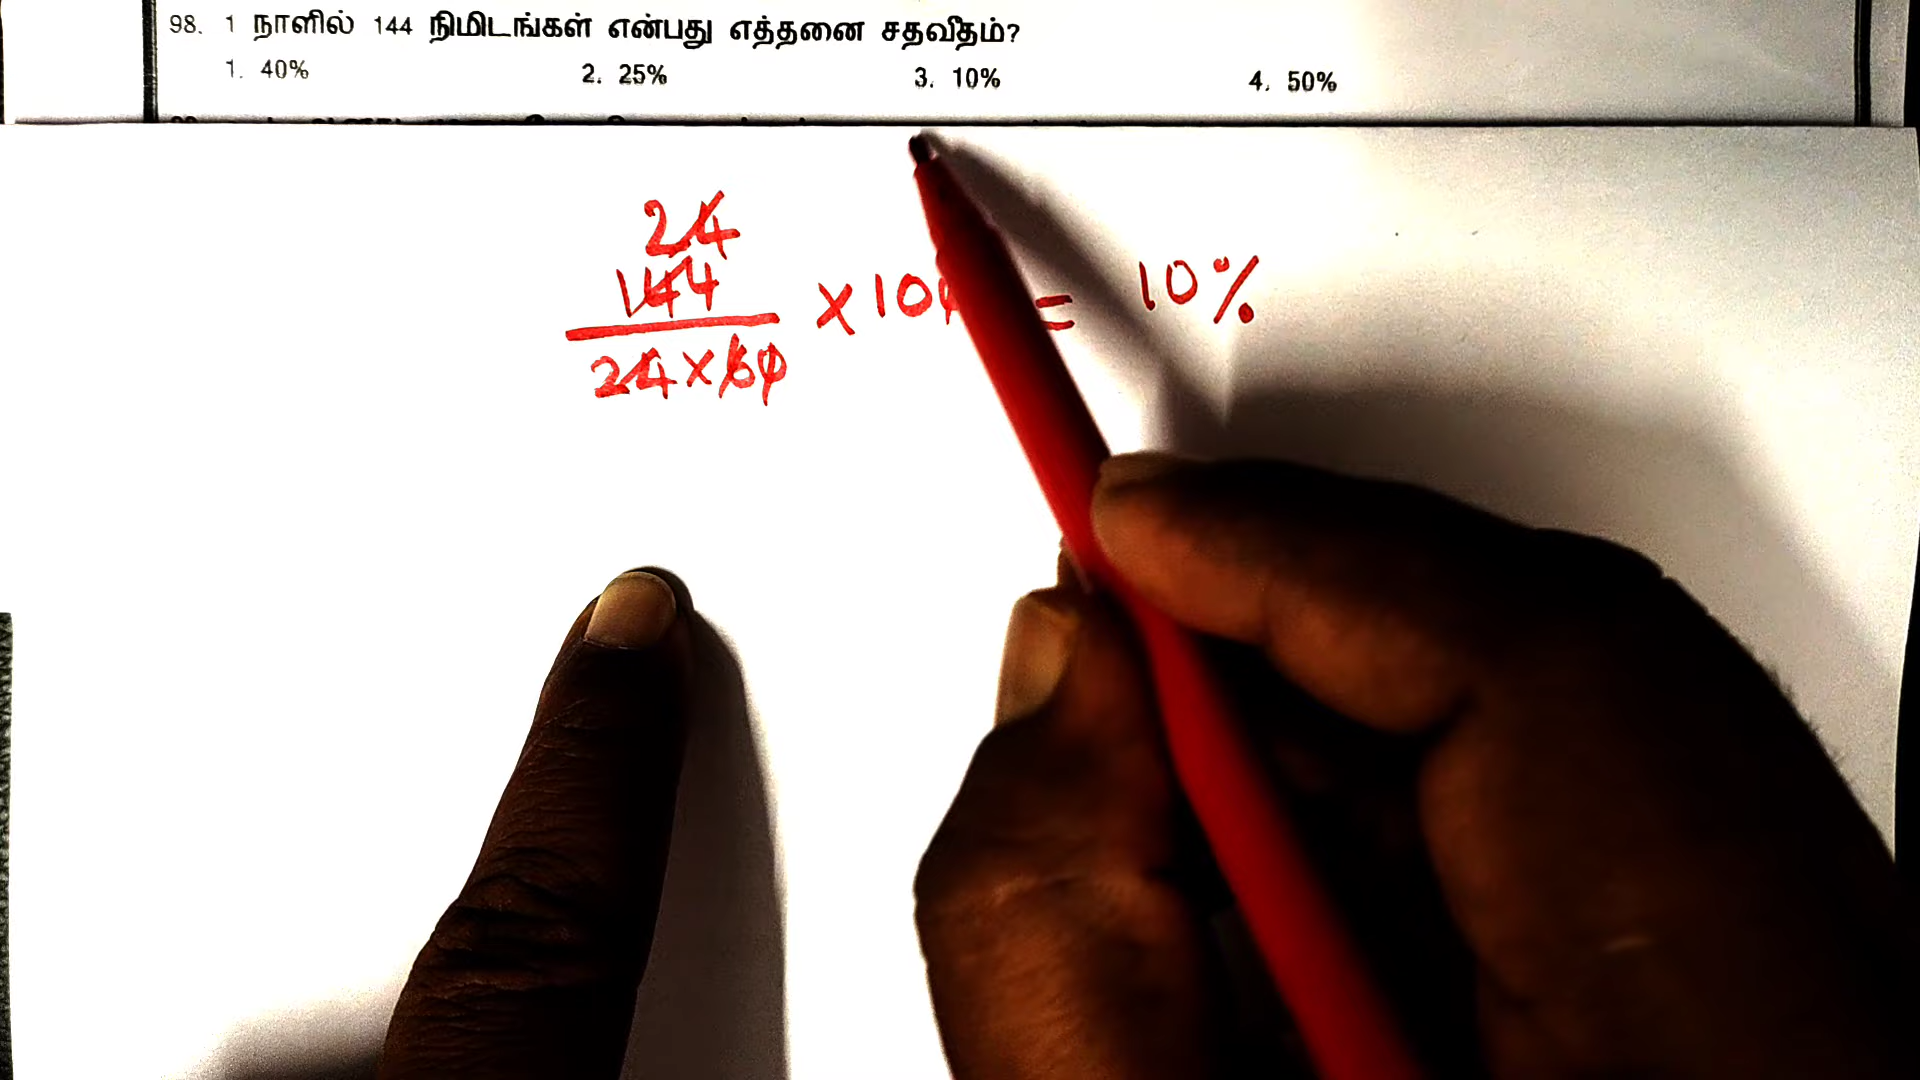 98. 1 நாளில் 144 நிமிடங்கள் என்பது எத்தனை சதவீதம்?
1. 40% 2. 25% 3. 10% 4. 50%
24
144
24×60 ×100 = 10%